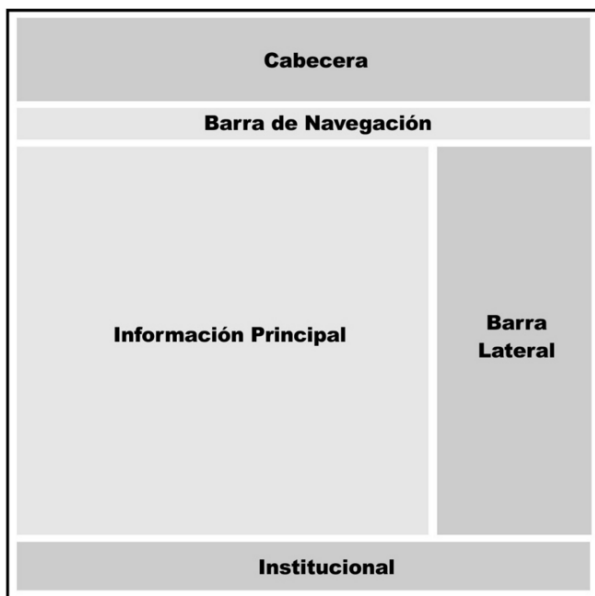 Cabecera
Barra de Navegación
Información Principal
Barra
Lateral
Institucional